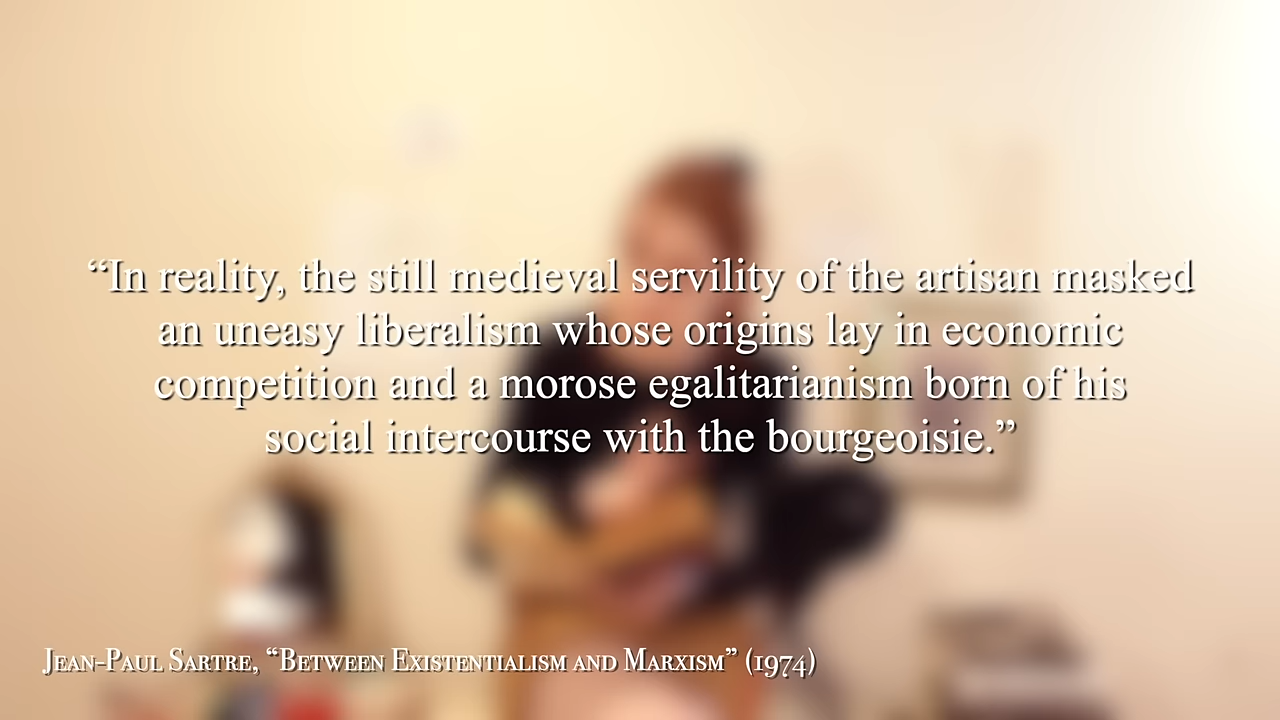 “In reality, the still medieval servility of the artisan masked
an uneasy liberalism whose origins lay in economic
competition and a morose egalitarianism born of his
social intercourse with the bourgeoisie.”
Jean-Paul Sartre, “Between Existentialism and Marxism” (1974)